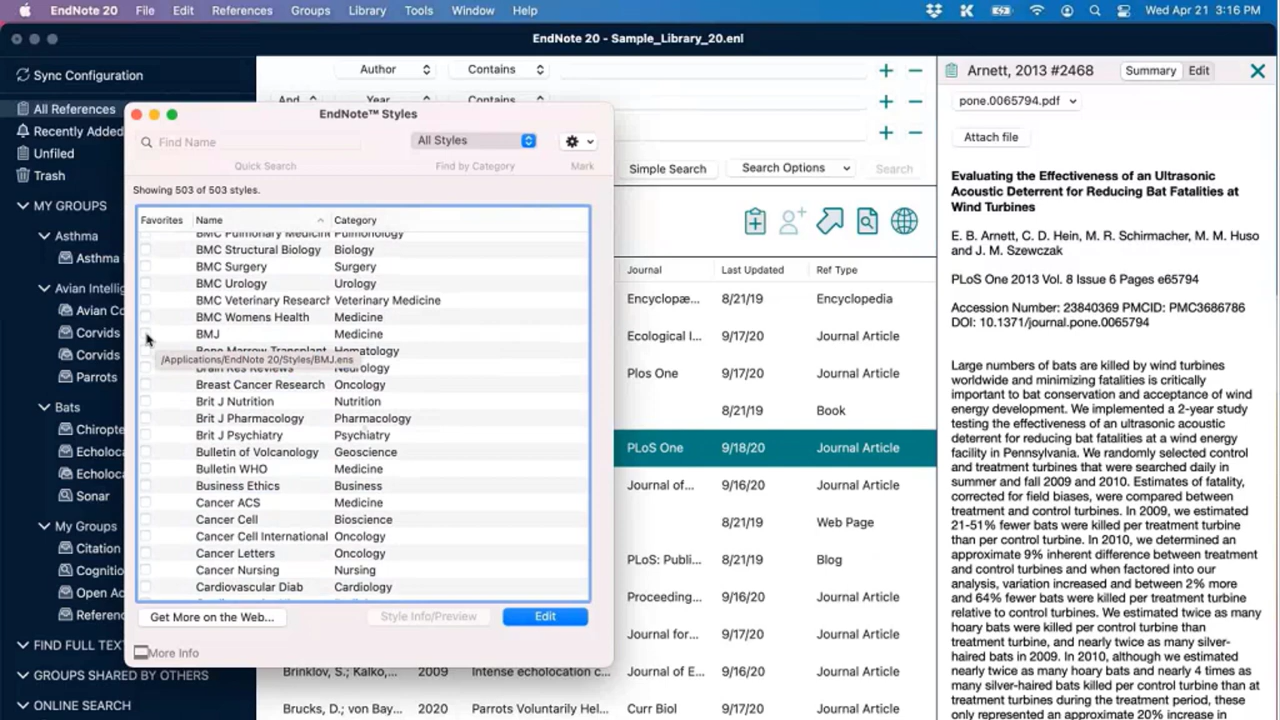 EndNote 20 File Edit References Groups Library Tools Window Help Wed Apr 21 3:16 PM
EndNote 20 - Sample_Library_20.enl
Sync Configuration
All References
Recently Added
Unfiled
Trash
MY GROUPS
Asthma
Asthma
Avian Intellig
Avian Co
Corvids
Corvids
Parrots
Bats
Chiropte
Echoloca
Echoloca
Sonar
My Groups
Citation
Cognitio
Open Ac
Referenc
FIND FULL TEXT
GROUPS SHARED BY OTHERS
ONLINE SEARCH
Author Contains
And Year Contains
Simple Search Search Options Search
EndNote™ Styles
Find Name All Styles
Quick Search Find by Category Mark
Showing 503 of 503 styles.
Favorites Name Category
BMC Pulmonary Medicin Pulmonology
BMC Structural Biology Biology
BMC Surgery Surgery
BMC Urology Urology
BMC Veterinary Research Veterinary Medicine
BMC Womens Health Medicine
BMJ Medicine
Bone Marrow Transplant Hematology
/Applications/EndNote 20/Styles/BMJ.ens
Brain Res Reviews Neurology
Breast Cancer Research Oncology
Brit J Nutrition Nutrition
Brit J Pharmacology Pharmacology
Brit J Psychiatry Psychiatry
Bulletin of Volcanology Geoscience
Bulletin WHO Medicine
Business Ethics Business
Cancer ACS Medicine
Cancer Cell Bioscience
Cancer Cell International Oncology
Cancer Letters Oncology
Cancer Nursing Nursing
Cardiovascular Diab Cardiology
Get More on the Web... Style Info/Preview Edit
More Info
Journal Last Updated Ref Type
Encyclopæ... 8/21/19 Encyclopedia
Ecological I... 9/17/20 Journal Article
Plos One 9/17/20 Journal Article
8/21/19 Book
PLoS One 9/18/20 Journal Article
Journal of... 9/16/20 Journal Article
8/21/19 Web Page
PLoS: Publi... 8/21/19 Blog
Proceeding... 9/16/20 Journal Article
Journal for... 9/17/20 Journal Article
Brinklov, S.; Kalko,... 2009 Intense echolocation c... Journal of E... 9/16/20 Journal Article
Brucks, D.; von Bay... 2020 Parrots Voluntarily Hel... Curr Biol 9/17/20 Journal Article
Arnett, 2013 #2468 Summary Edit
pone.0065794.pdf
Attach file
Evaluating the Effectiveness of an Ultrasonic
Acoustic Deterrent for Reducing Bat Fatalities at
Wind Turbines
E. B. Arnett, C. D. Hein, M. R. Schirmacher, M. M. Huso
and J. M. Szewczak
PLoS One 2013 Vol. 8 Issue 6 Pages e65794
Accession Number: 23840369 PMCID: PMC3686786
DOI: 10.1371/journal.pone.0065794
Large numbers of bats are killed by wind turbines
worldwide and minimizing fatalities is critically
important to bat conservation and acceptance of wind
energy development. We implemented a 2-year study
testing the effectiveness of an ultrasonic acoustic
deterrent for reducing bat fatalities at a wind energy
facility in Pennsylvania. We randomly selected control
and treatment turbines that were searched daily in
summer and fall 2009 and 2010. Estimates of fatality,
corrected for field biases, were compared between
treatment and control turbines. In 2009, we estimated
21-51% fewer bats were killed per treatment turbine
than per control turbine. In 2010, we determined an
approximate 9% inherent difference between treatment
and control turbines and when factored into our
analysis, variation increased and between 2% more
and 64% fewer bats were killed per treatment turbine
relative to control turbines. We estimated twice as many
hoary bats were killed per control turbine than
treatment turbine, and nearly twice as many silver-
haired bats in 2009. In 2010, although we estimated
nearly twice as many hoary bats and nearly 4 times as
many silver-haired bats killed per control turbine than at
treatment turbines during the treatment period, these
only represented an approximate 20% increase in